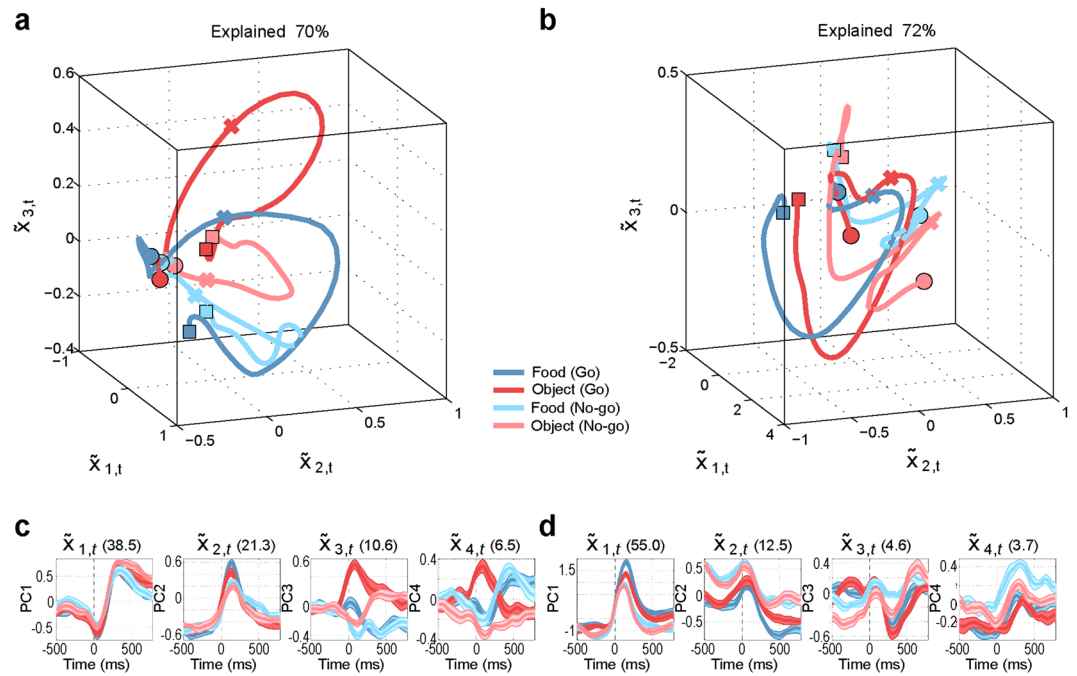 a
Explained 70%
x̃3,t
0.6
0.4
0.2
0
−0.2
−0.4
−1
0
1
−0.5
0
0.5
1
x̃1,t
x̃2,t
b
Explained 72%
x̃3,t
0.5
0
−0.5
−2
0
2
4
−1
−0.5
0
0.5
1
x̃1,t
x̃2,t
Food (Go)
Object (Go)
Food (No-go)
Object (No-go)
c
x̃1,t (38.5)
PC1
0.5
0
-0.5
-500 0 500
Time (ms)
x̃2,t (21.3)
PC2
0.6
0
-0.6
-500 0 500
Time (ms)
x̃3,t (10.6)
PC3
0.6
0
-0.4
-500 0 500
Time (ms)
x̃4,t (6.5)
PC4
0.4
0
-0.4
-500 0 500
Time (ms)
d
x̃1,t (55.0)
PC1
1.5
-1
-500 0 500
Time (ms)
x̃2,t (12.5)
PC2
0.5
0
-0.8
-500 0 500
Time (ms)
x̃3,t (4.6)
PC3
0.4
0
-0.6
-500 0 500
Time (ms)
x̃4,t (3.7)
PC4
0.4
0
-0.2
-500 0 500
Time (ms)